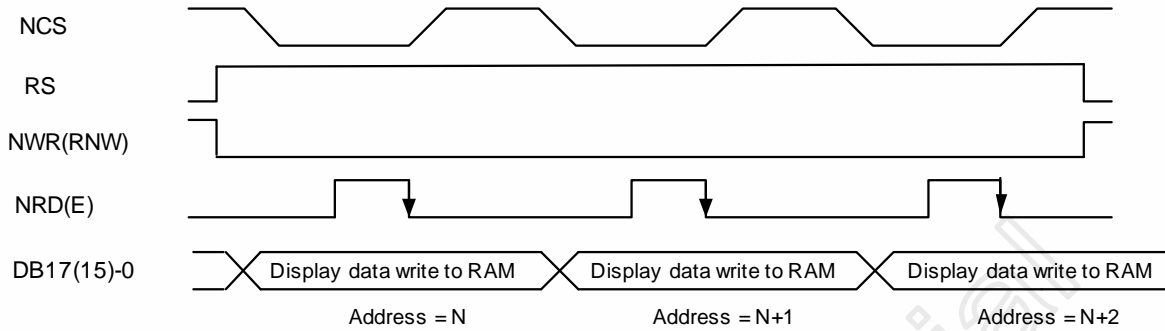 NCS
RS
NWR(RNW)
NRD(E)
DB17(15)-0
Display data write to RAM
Display data write to RAM
Display data write to RAM
Address = N
Address = N+1
Address = N+2